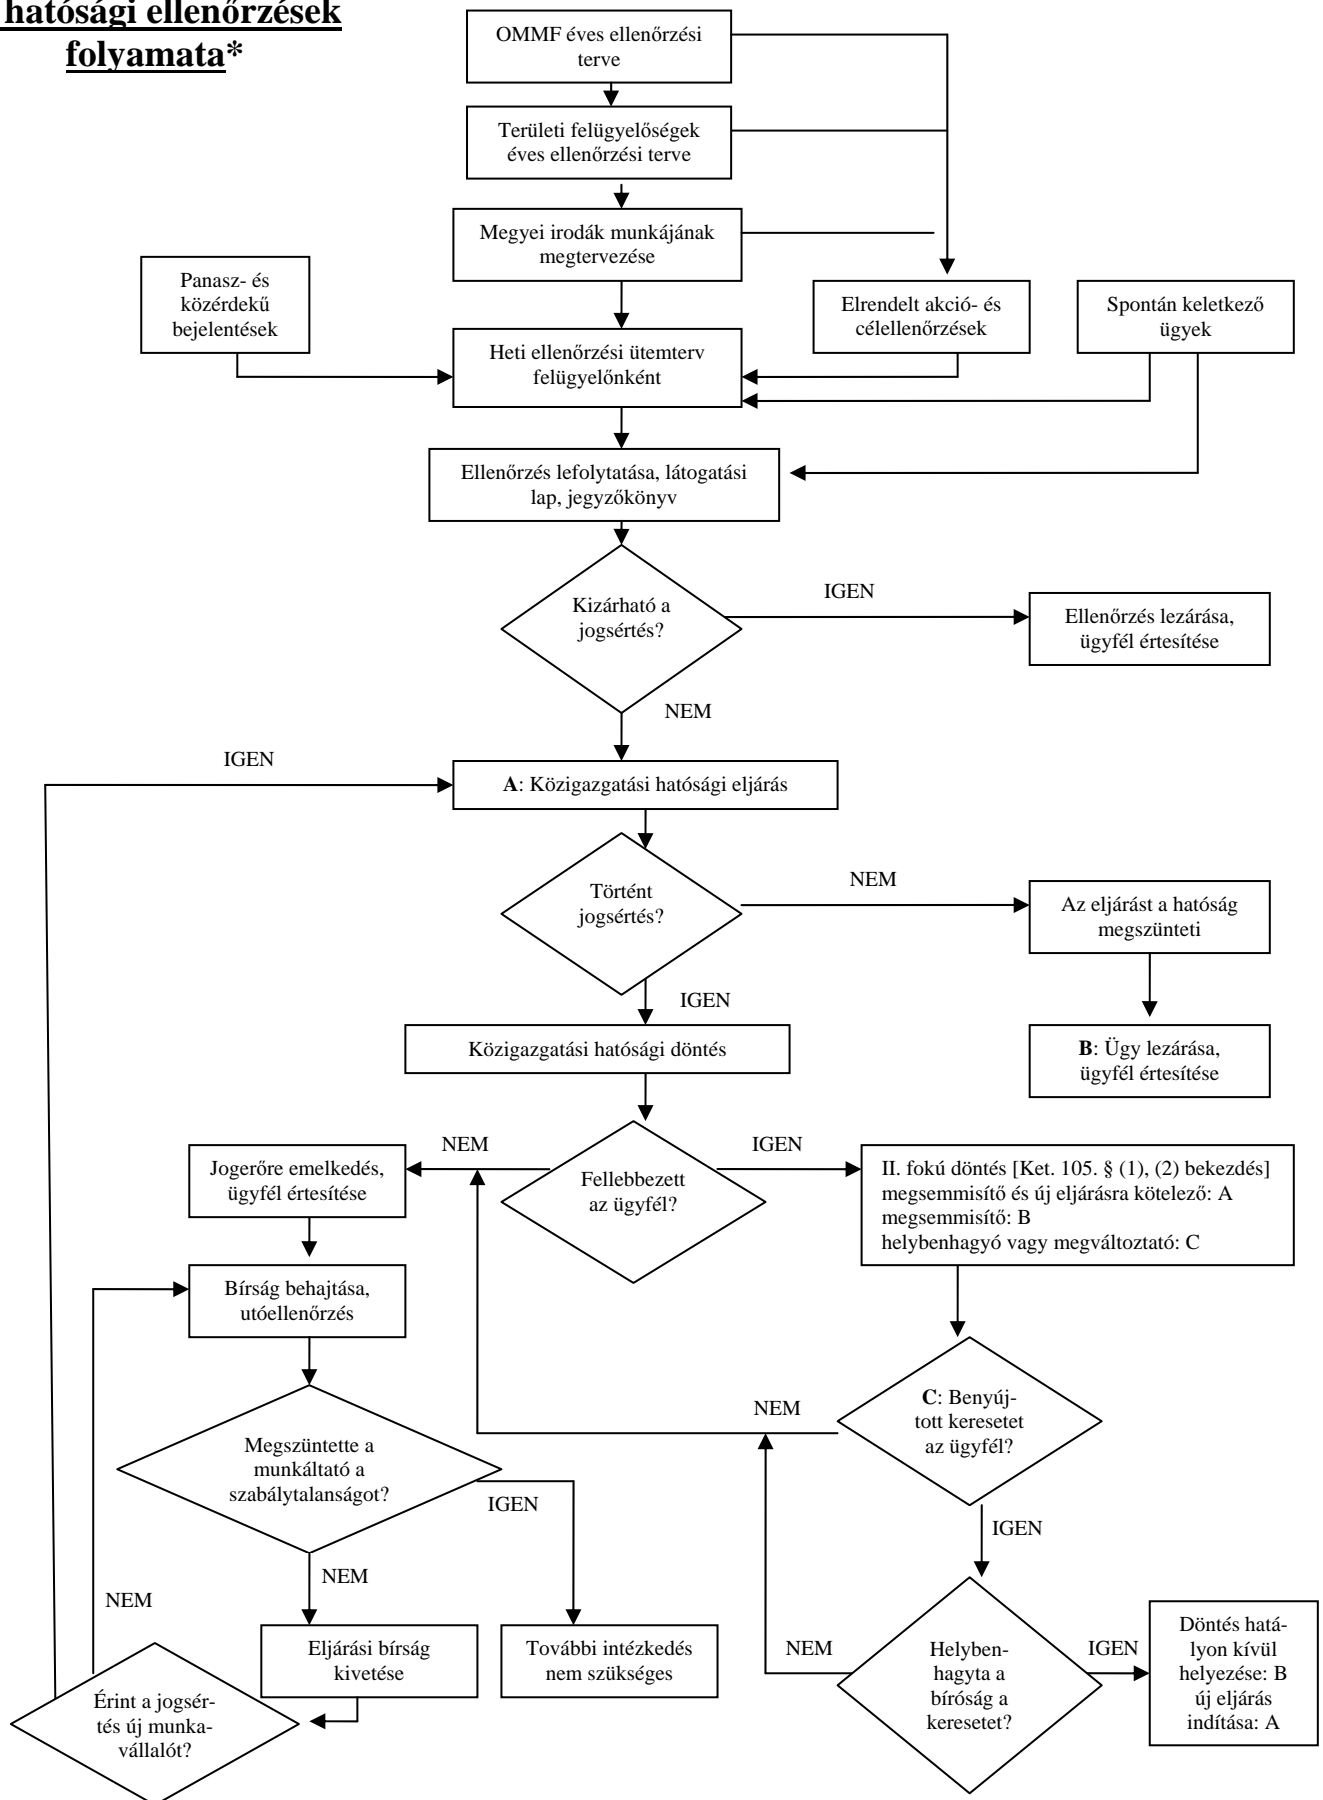 hatósági ellenőrzések
folyamata*
OMMF éves ellenőrzési
terve
Területi felügyelőségek
éves ellenőrzési terve
Megyei irodák munkájának
megtervezése
Panasz- és
közérdekű
bejelentések
Elrendelt akció- és
célellenőrzések
Spontán keletkező
ügyek
Heti ellenőrzési ütemterv
felügyelőnként
Ellenőrzés lefolytatása, látogatási
lap, jegyzőkönyv
Kizárható a
jogsértés?
IGEN
Ellenőrzés lezárása,
ügyfél értesítése
NEM
IGEN
A: Közigazgatási hatósági eljárás
Történt
jogsértés?
NEM
Az eljárást a hatóság
megszünteti
IGEN
B: Ügy lezárása,
ügyfél értesítése
Közigazgatási hatósági döntés
Fellebbezett
az ügyfél?
NEM
IGEN
Jogerőre emelkedés,
ügyfél értesítése
II. fokú döntés [Ket. 105. § (1), (2) bekezdés]
megsemmisítő és új eljárásra kötelező: A
megsemmisítő: B
helybenhagyó vagy megváltoztató: C
Bírság behajtása,
utóellenőrzés
C: Benyúj-
tott keresetet
az ügyfél?
NEM
IGEN
Megszüntette a
munkáltató a
szabálytalanságot?
IGEN
NEM
NEM
Eljárási bírság
kivetése
További intézkedés
nem szükséges
Érint a jogsér-
tés új munka-
vállalót?
Helyben-
hagyta a
bíróság a
keresetet?
NEM
IGEN
Döntés hatá-
lyon kívül
helyezése: B
új eljárás
indítása: A